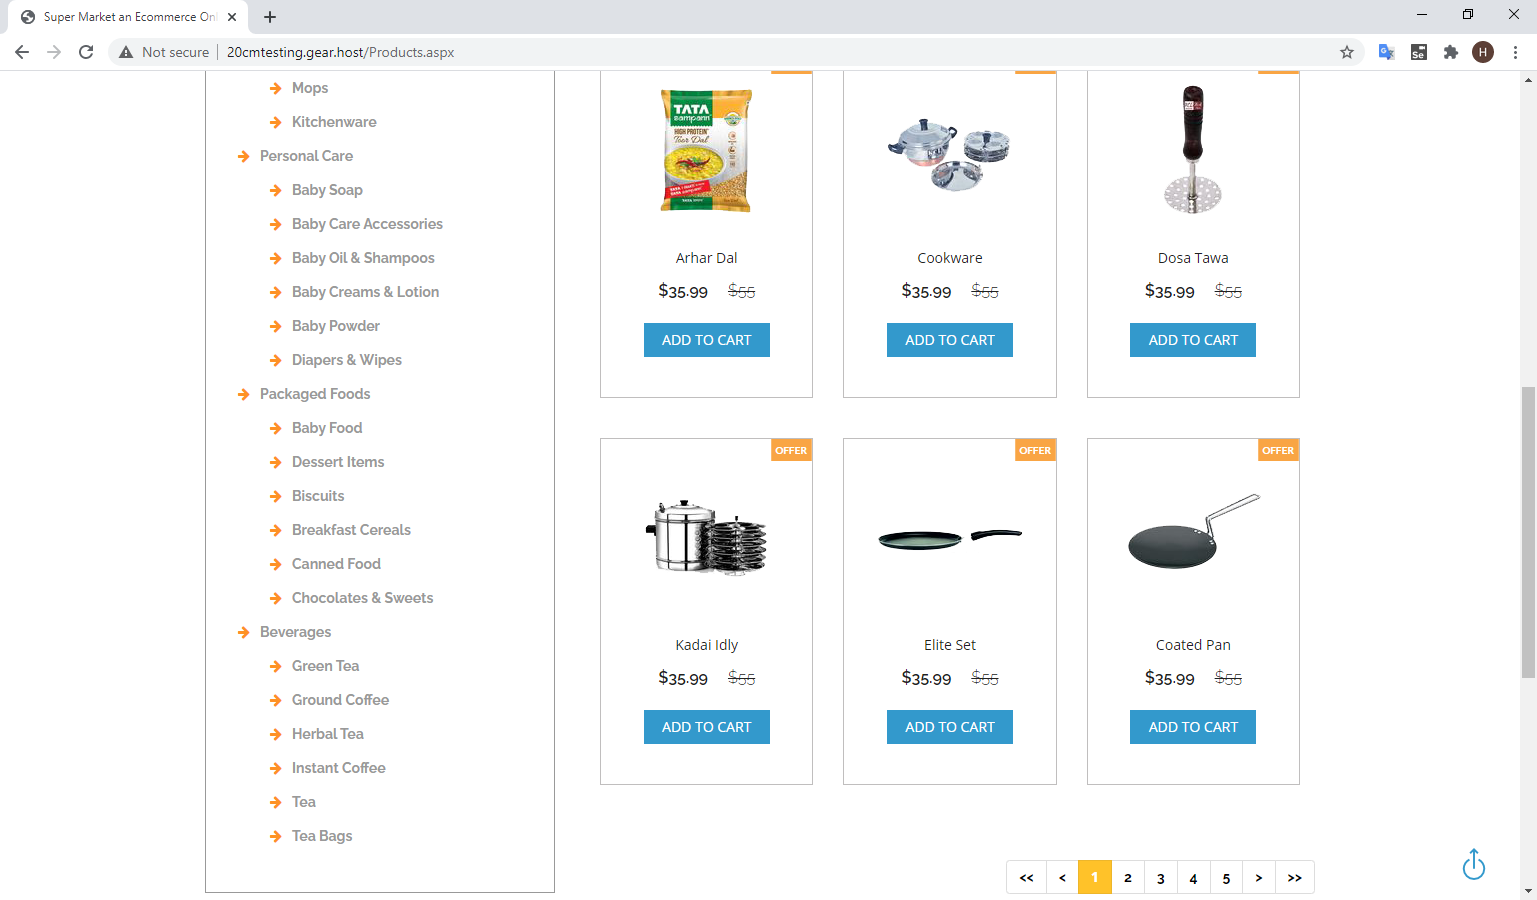 Super Market an Ecommerce Onl
Not secure
20cmtesting.gear.host/Products.aspx
H
Mops
Kitchenware
Personal Care
Baby Soap
Baby Care Accessories
Baby Oil & Shampoos
Baby Creams & Lotion
Baby Powder
Diapers & Wipes
Packaged Foods
Baby Food
Dessert Items
Biscuits
Breakfast Cereals
Canned Food
Chocolates & Sweets
Beverages
Green Tea
Ground Coffee
Herbal Tea
Instant Coffee
Tea
Tea Bags
TATA
sampann
HIGH PROTEIN
Toor Dal
Arhar Dal
$35.99 $55
ADD TO CART
Cookware
$35.99 $55
ADD TO CART
Dosa Tawa
$35.99 $55
ADD TO CART
OFFER
Kadai Idly
$35.99 $55
ADD TO CART
OFFER
Elite Set
$35.99 $55
ADD TO CART
OFFER
Coated Pan
$35.99 $55
ADD TO CART
<< < 1 2 3 4 5 > >>